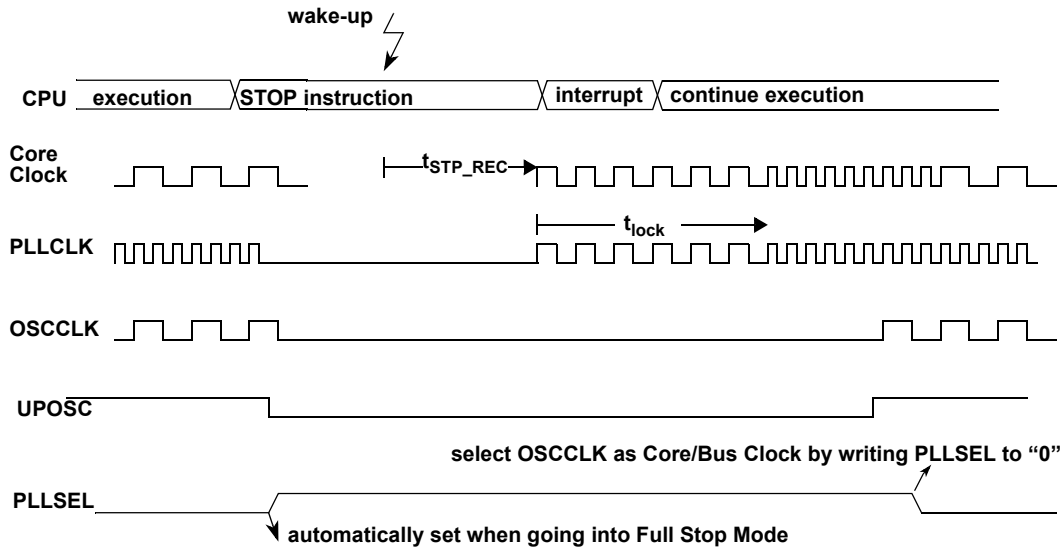 wake-up
CPU execution STOP instruction interrupt continue execution
Core
Clock
tSTP_REC
PLLCLK
tlock
OSCCLK
UPOSC
select OSCCLK as Core/Bus Clock by writing PLLSEL to “0”
PLLSEL
automatically set when going into Full Stop Mode